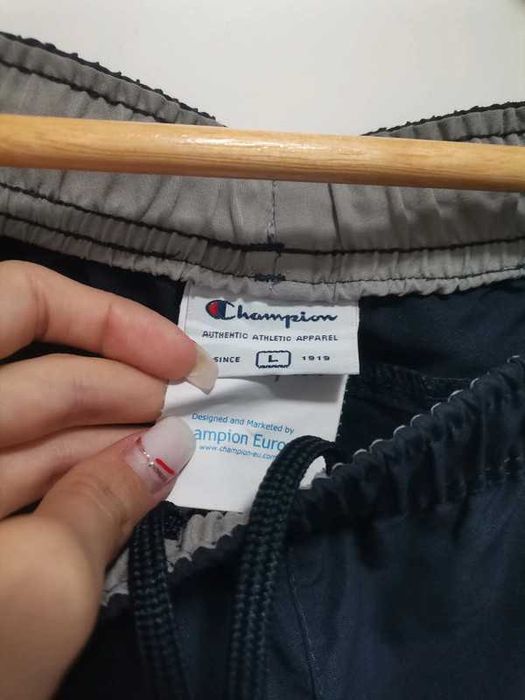 Champion
AUTHENTIC ATHLETIC APPAREL
SINCE L 1919
Designed and Marketed by
ampion Euro
www.champion-eu.com